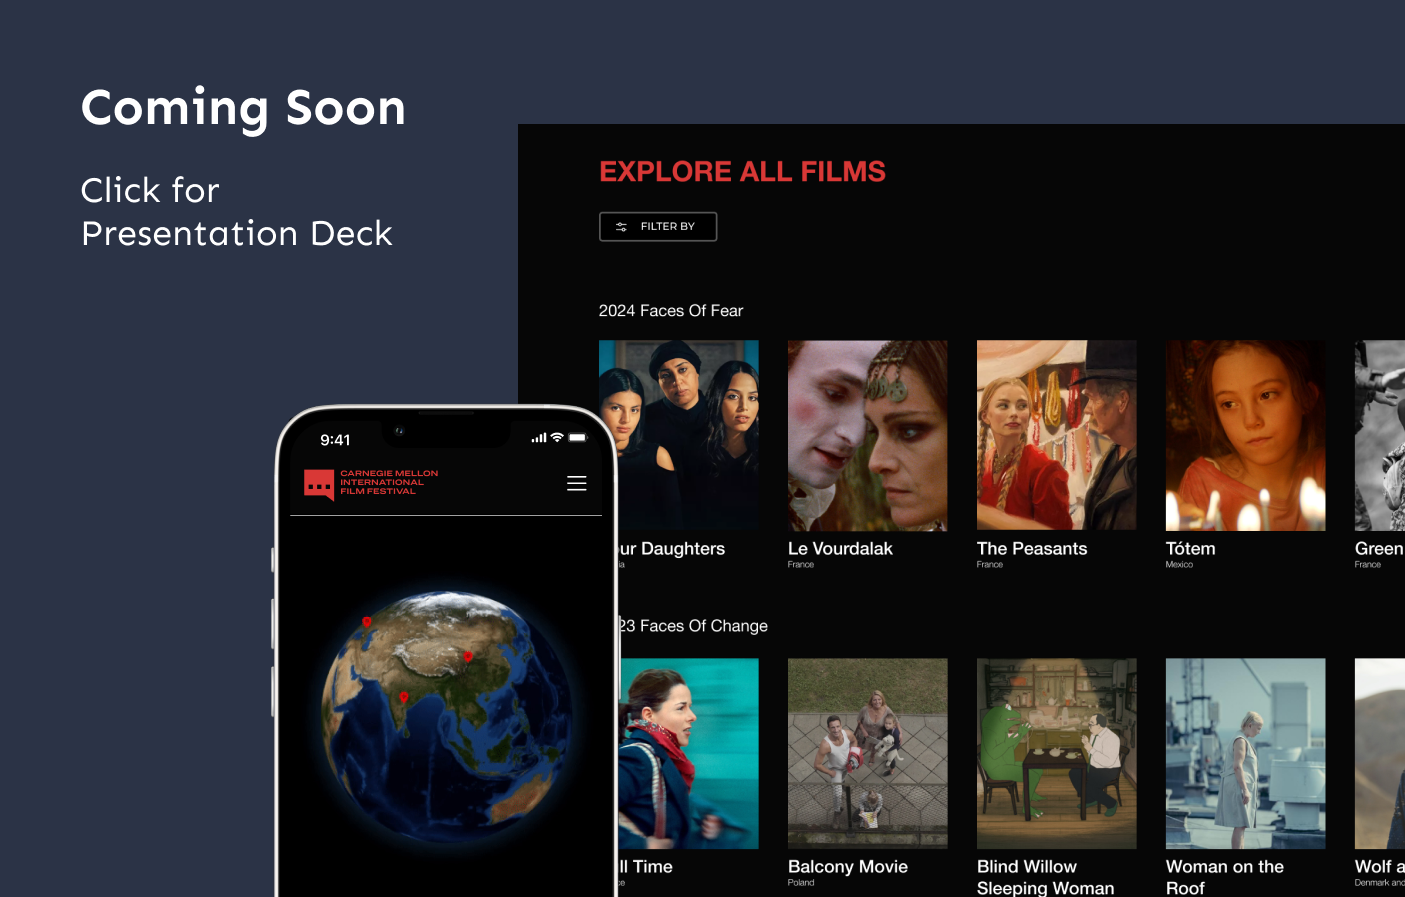 Coming Soon
Click for
Presentation Deck
EXPLORE ALL FILMS
FILTER BY
2024 Faces Of Fear
ur Daughters
Le Vourdalak
France
The Peasants
France
Tótem
Mexico
Green
France
23 Faces Of Change
ll Time
Balcony Movie
Poland
Blind Willow
Sleeping Woman
Woman on the
Roof
Wolf a
Denmark and
9:41
CARNEGIE MELLON
INTERNATIONAL
FILM FESTIVAL